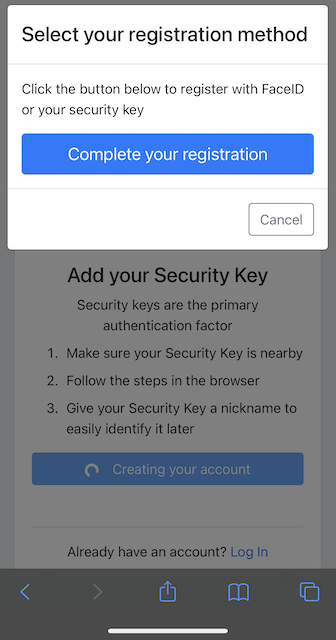 Select your registration method
Click the button below to register with FaceID
or your security key
Complete your registration
Cancel
Add your Security Key
Security keys are the primary
authentication factor
1. Make sure your Security Key is nearby
2. Follow the steps in the browser
3. Give your Security Key a nickname to
easily identify it later
Creating your account
Already have an account? Log In